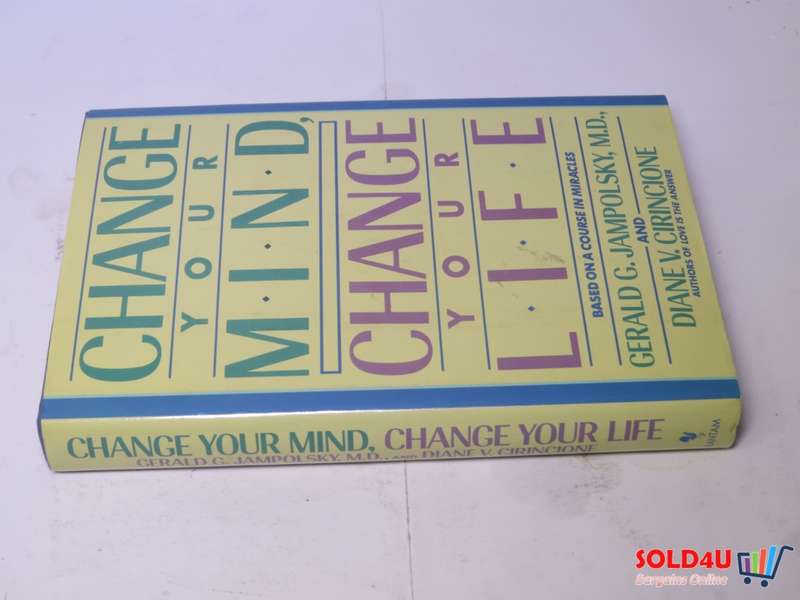 CHANGE
YOUR
M·I·N·D,
CHANGE
YOUR
L·I·F·E
BASED ON A COURSE IN MIRACLES
GERALD G. JAMPOLSKY, M.D.,
AND
DIANE V. CIRINCIONE
AUTHORS OF LOVE IS THE ANSWER
CHANGE YOUR MIND, CHANGE YOUR LIFE
GERALD G. JAMPOLSKY, M.D., AND DIANE V. CIRINCIONE
BANTAM
SOLD4U
Bargains Online